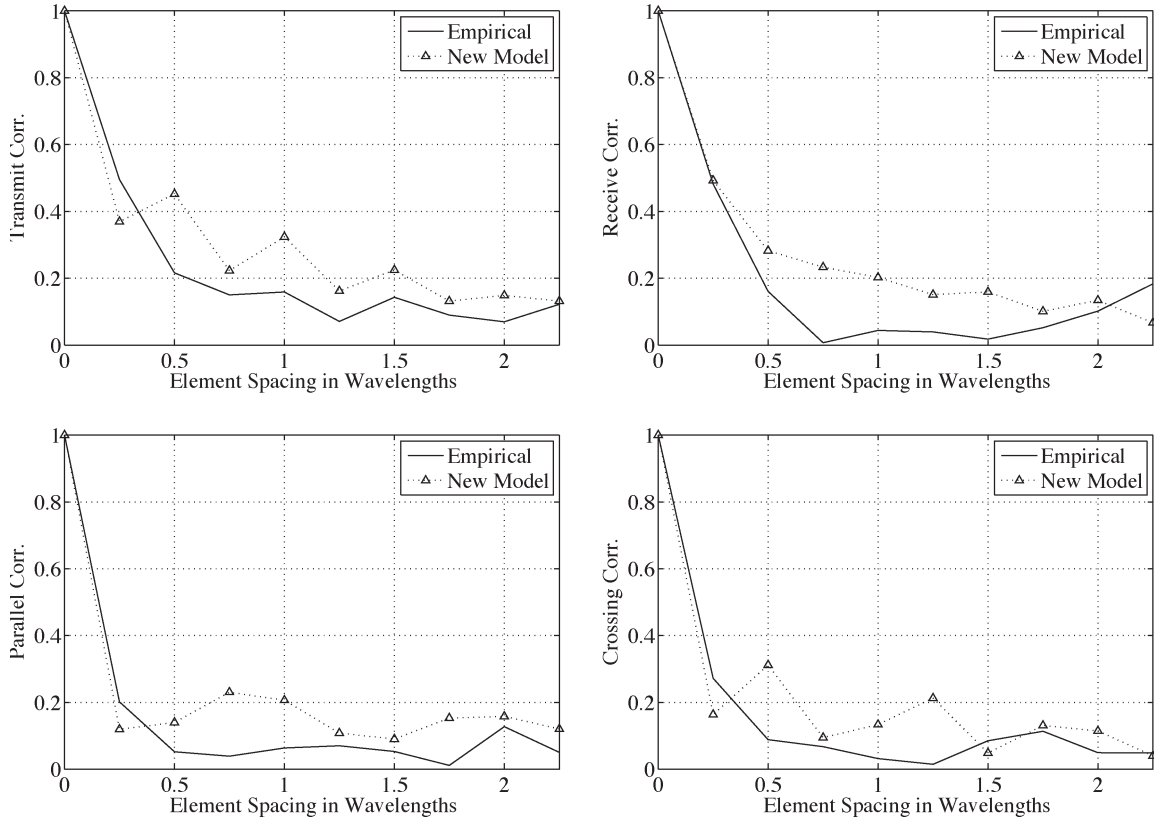 1
0.8
0.6
0.4
0.2
0
Transmit Corr.
Empirical
New Model
0 0.5 1 1.5 2
Element Spacing in Wavelengths
1
0.8
0.6
0.4
0.2
0
Receive Corr.
Empirical
New Model
0 0.5 1 1.5 2
Element Spacing in Wavelengths
1
0.8
0.6
0.4
0.2
0
Parallel Corr.
Empirical
New Model
0 0.5 1 1.5 2
Element Spacing in Wavelengths
1
0.8
0.6
0.4
0.2
0
Crossing Corr.
Empirical
New Model
0 0.5 1 1.5 2
Element Spacing in Wavelengths